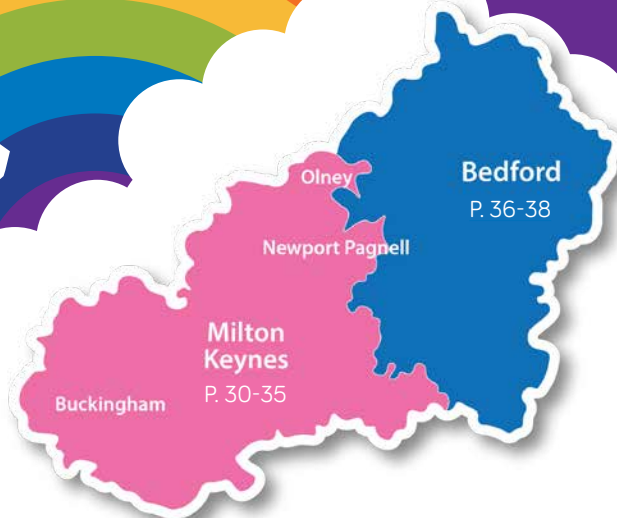 Olney
Bedford
P. 36-38
Newport Pagnell
Milton
Keynes
P. 30-35
Buckingham